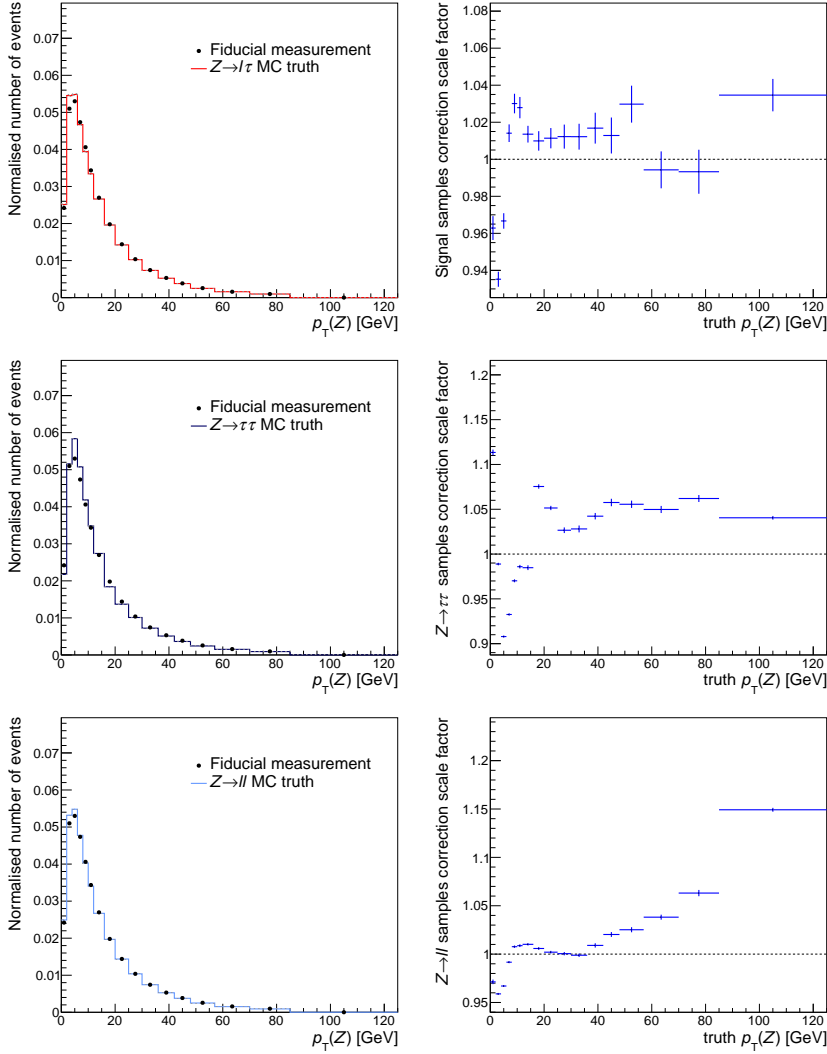 Normalised number of events
0.08
0.07
0.06
0.05
0.04
0.03
0.02
0.01
0
Fiducial measurement
Z→lτ MC truth
0 20 40 60 80 100 120
p_T(Z) [GeV]
Signal samples correction scale factor
1.08
1.06
1.04
1.02
1
0.98
0.96
0.94
0 20 40 60 80 100 120
truth p_T(Z) [GeV]
Normalised number of events
0.07
0.06
0.05
0.04
0.03
0.02
0.01
0
Fiducial measurement
Z→ττ MC truth
0 20 40 60 80 100 120
p_T(Z) [GeV]
Z→ττ samples correction scale factor
1.2
1.15
1.1
1.05
1
0.95
0.9
0 20 40 60 80 100 120
truth p_T(Z) [GeV]
Normalised number of events
0.07
0.06
0.05
0.04
0.03
0.02
0.01
0
Fiducial measurement
Z→ll MC truth
0 20 40 60 80 100 120
p_T(Z) [GeV]
Z→ll samples correction scale factor
1.2
1.15
1.1
1.05
1
0.95
0 20 40 60 80 100 120
truth p_T(Z) [GeV]